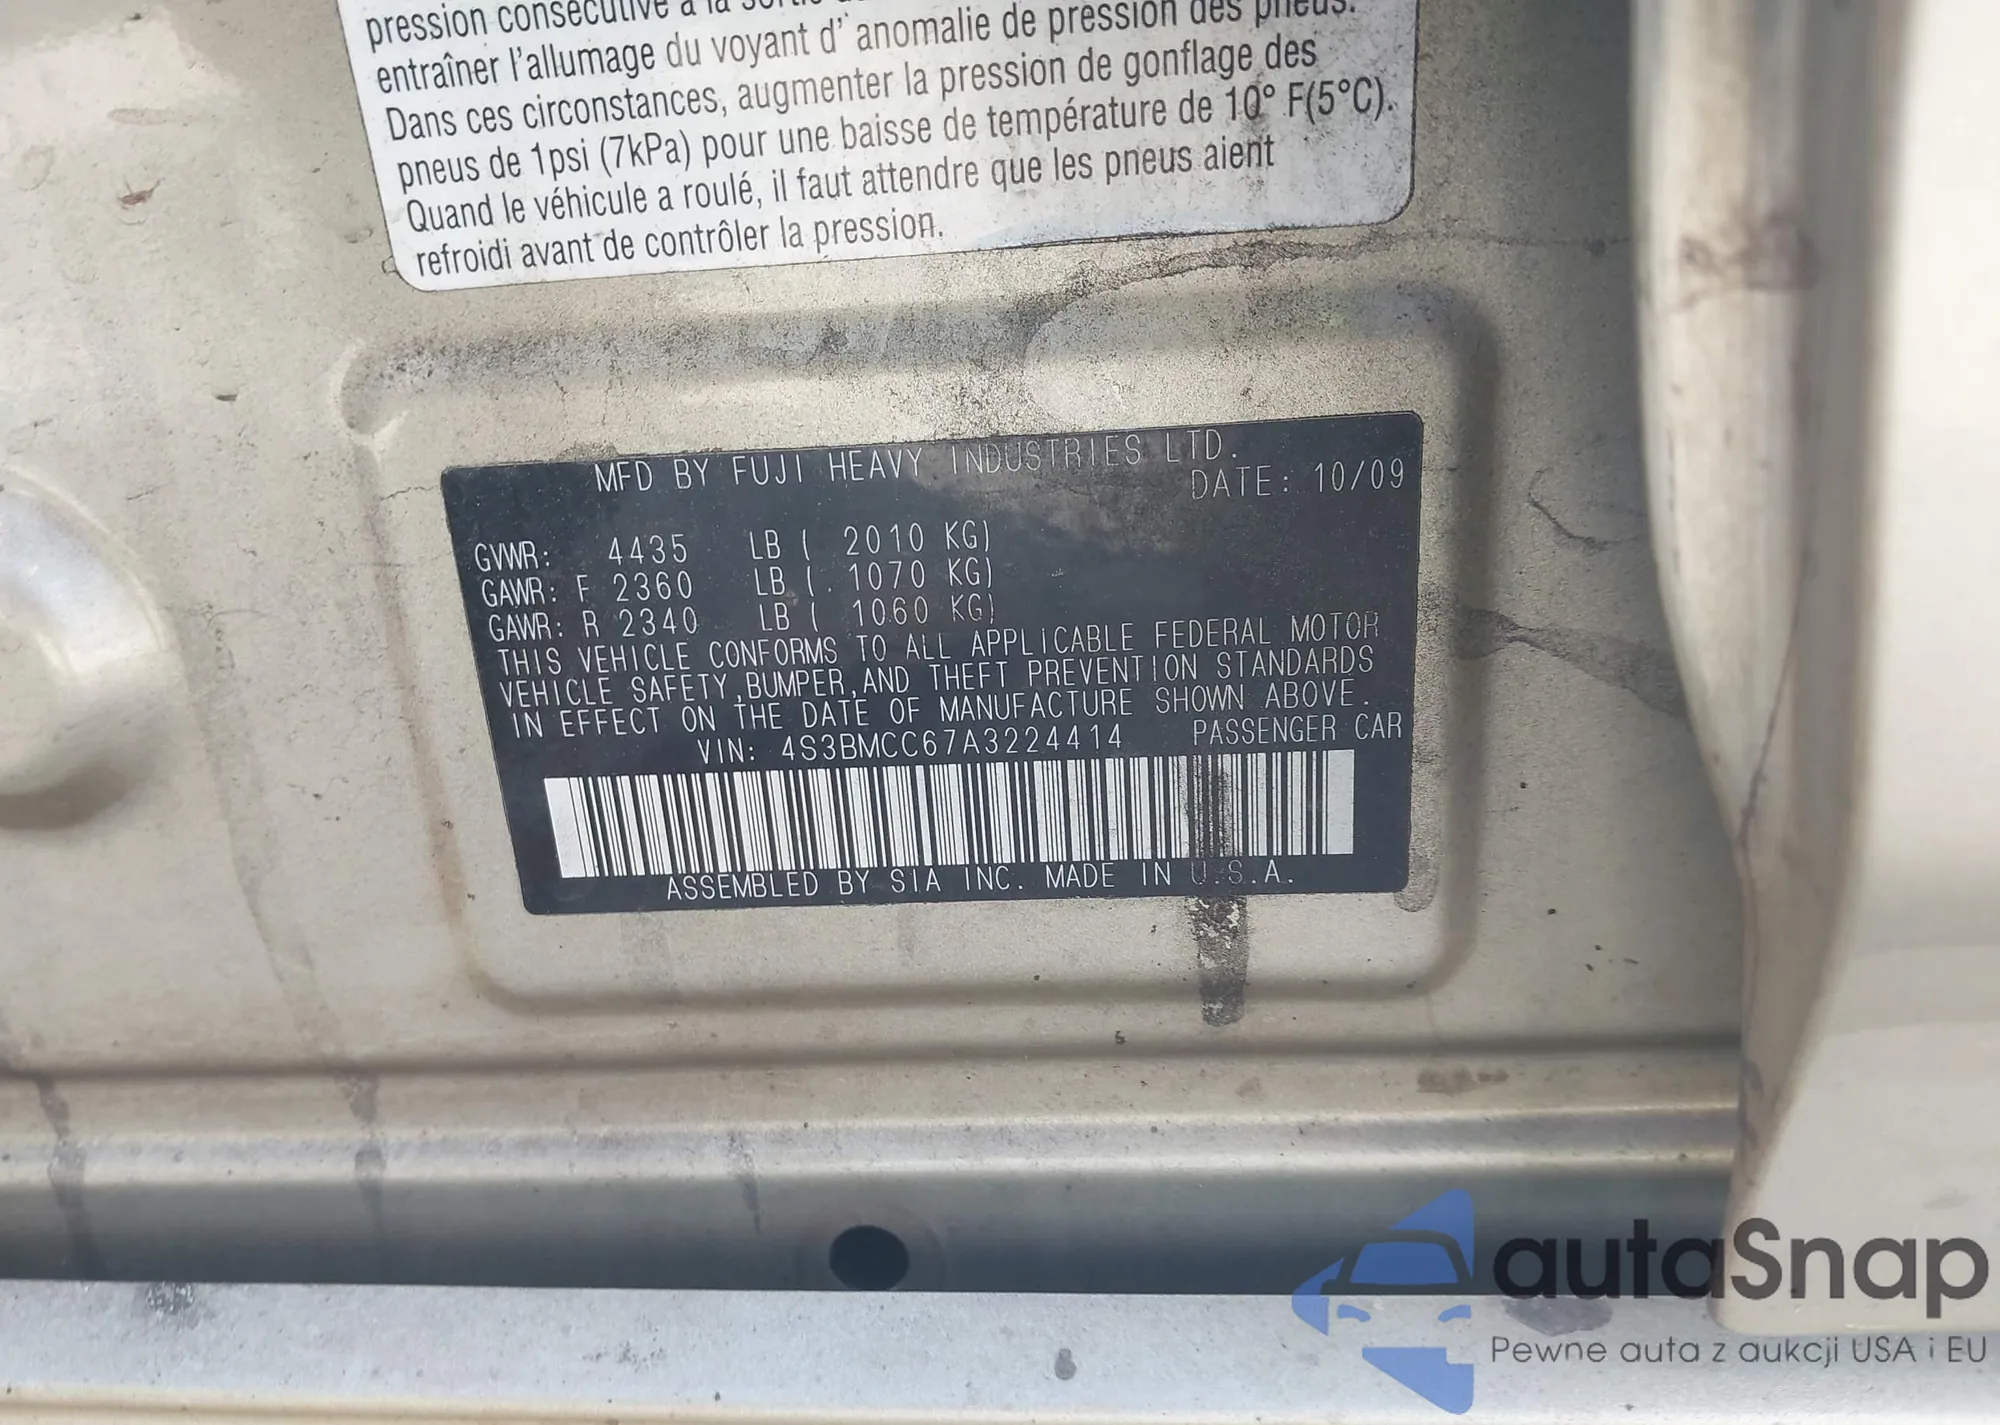 pression consécutive à la
entraîner l'allumage du voyant d' anomalie de pression des pneus.
Dans ces circonstances, augmenter la pression de gonflage des
pneus de 1psi (7kPa) pour une baisse de température de 10° F(5°C).
Quand le véhicule a roulé, il faut attendre que les pneus aient
refroidi avant de contrôler la pression.
MFD BY FUJI HEAVY INDUSTRIES LTD.
DATE: 10/09
GVWR: 4435 LB ( 2010 KG)
GAWR: F 2360 LB ( 1070 KG)
GAWR: R 2340 LB ( 1060 KG)
THIS VEHICLE CONFORMS TO ALL APPLICABLE FEDERAL MOTOR
VEHICLE SAFETY,BUMPER,AND THEFT PREVENTION STANDARDS
IN EFFECT ON THE DATE OF MANUFACTURE SHOWN ABOVE.
VIN: 4S3BMCC67A3224414 PASSENGER CAR
ASSEMBLED BY SIA INC. MADE IN U.S.A.
autaSnap
Pewne auta z aukcji USA i EU